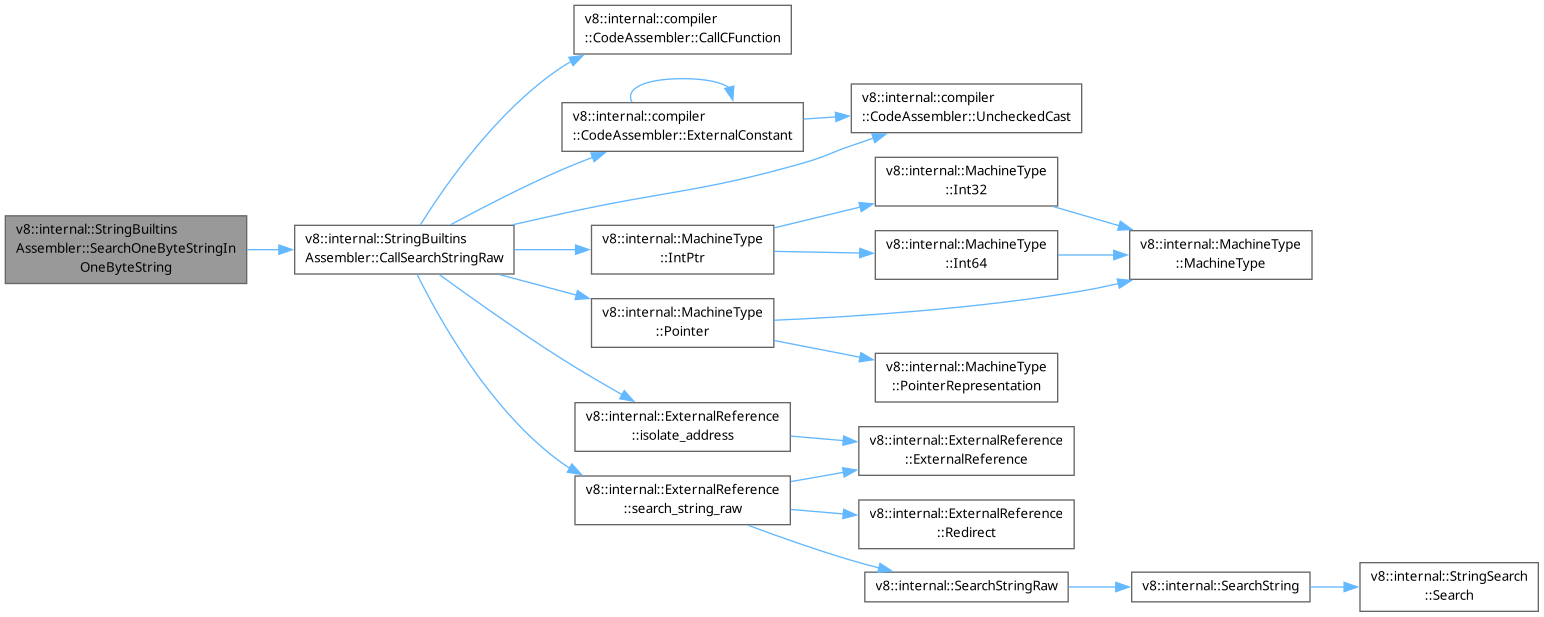 v8::internal::StringBuiltins
Assembler::SearchOneByteStringIn
OneByteString
v8::internal::StringBuiltins
Assembler::CallSearchStringRaw
v8::internal::compiler
::CodeAssembler::CallCFunction
v8::internal::compiler
::CodeAssembler::ExternalConstant
v8::internal::compiler
::CodeAssembler::UncheckedCast
v8::internal::MachineType
::IntPtr
v8::internal::MachineType
::Int32
v8::internal::MachineType
::Int64
v8::internal::MachineType
::MachineType
v8::internal::MachineType
::Pointer
v8::internal::MachineType
::PointerRepresentation
v8::internal::ExternalReference
::isolate_address
v8::internal::ExternalReference
::ExternalReference
v8::internal::ExternalReference
::search_string_raw
v8::internal::ExternalReference
::Redirect
v8::internal::SearchStringRaw
v8::internal::SearchString
v8::internal::StringSearch
::Search